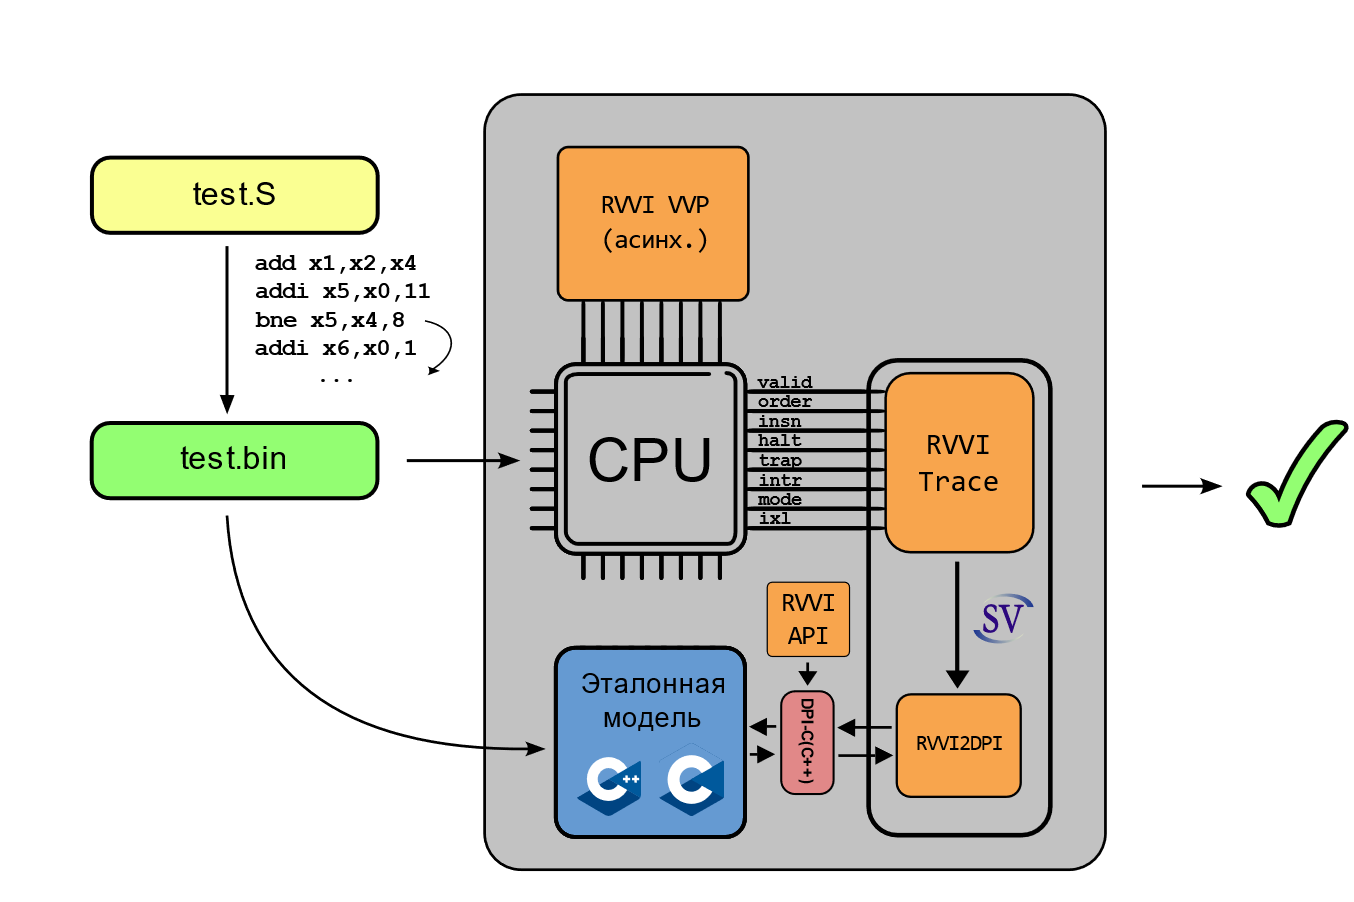 test.S
add x1,x2,x4
addi x5,x0,11
bne x5,x4,8
addi x6,x0,1
...
test.bin
RVVI VVP
(асинх.)
CPU
valid
order
insn
halt
trap
intr
mode
ixl
RVVI
Trace
SV
RVVI
API
Эталонная
модель
C++
C
DPI-C(C++)
RVVI2DPI